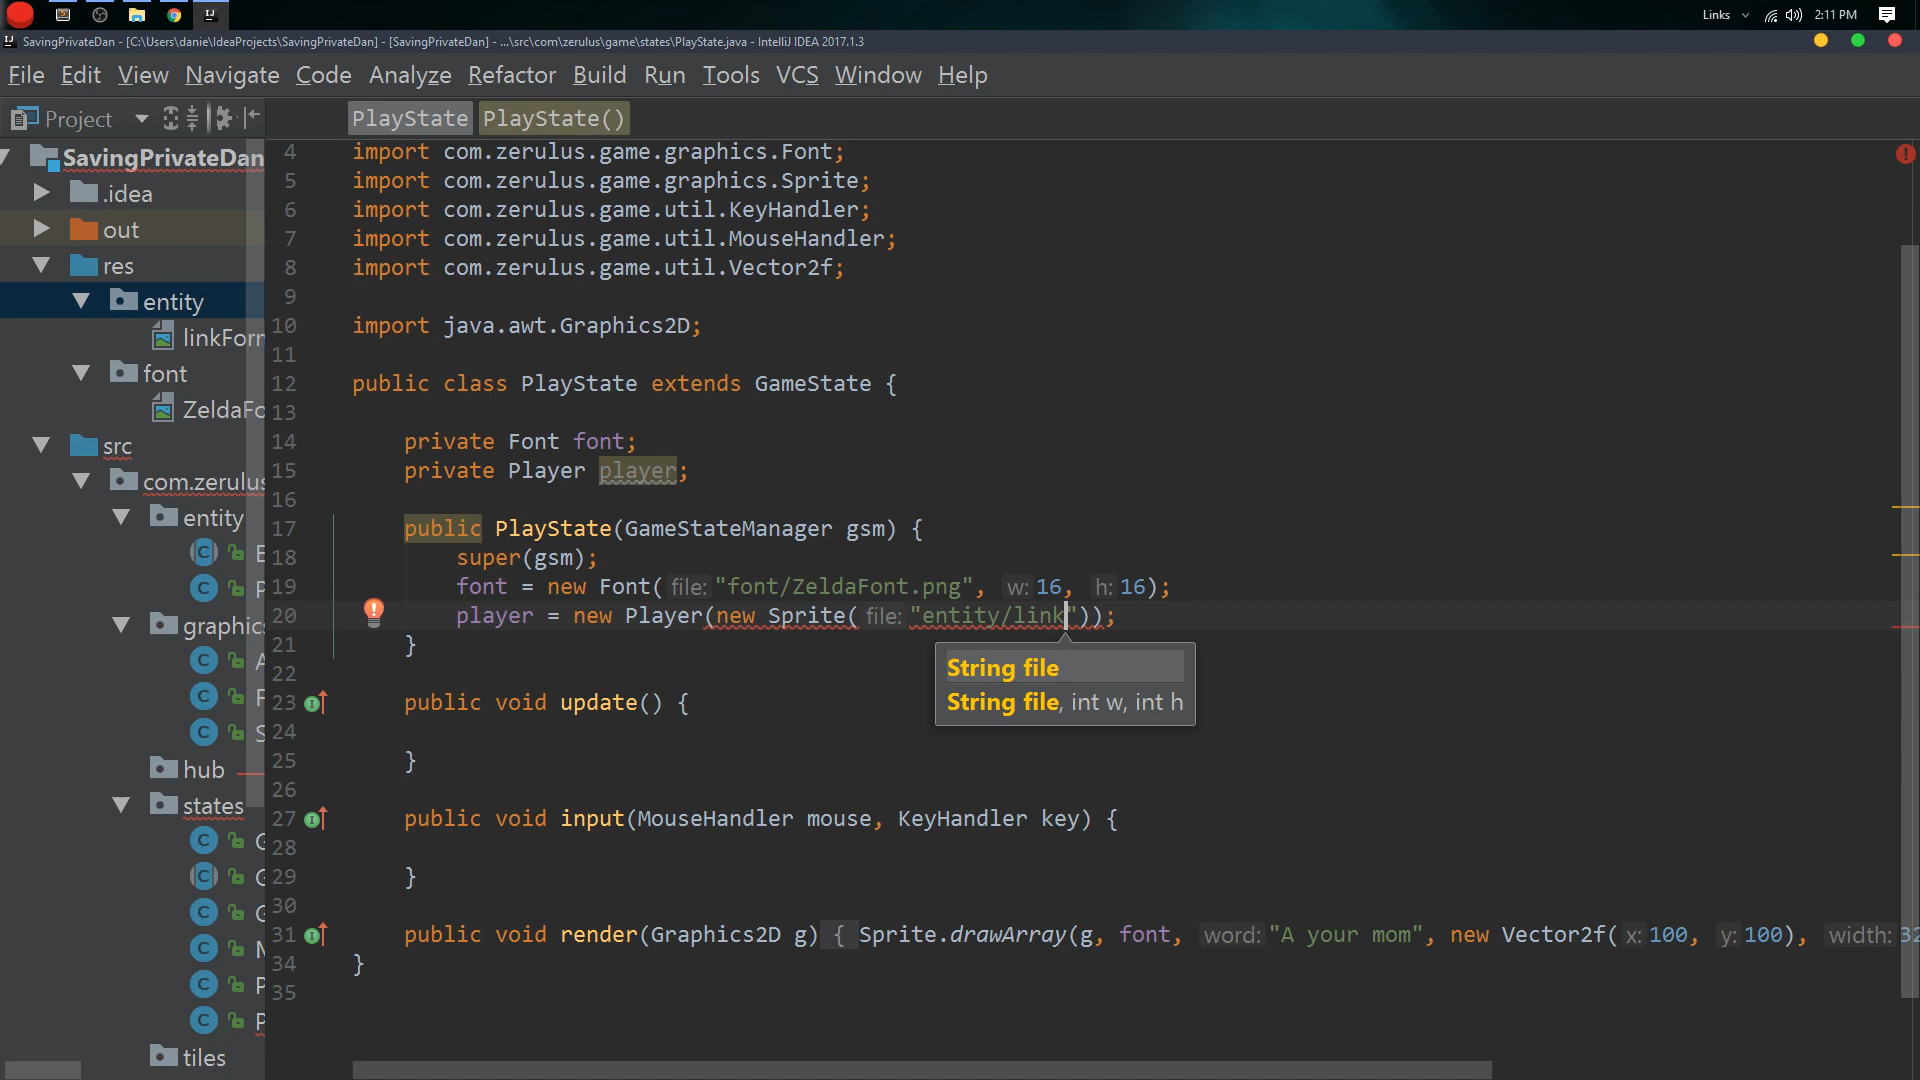 Links 2:11 PM
SavingPrivateDan - [C:\Users\danie\IdeaProjects\SavingPrivateDan] - [SavingPrivateDan] - ...\src\com\zerulus\game\states\PlayState.java - IntelliJ IDEA 2017.1.3
File Edit View Navigate Code Analyze Refactor Build Run Tools VCS Window Help
Project
PlayState PlayState()
SavingPrivateDan
.idea
out
res
entity
linkForm
font
ZeldaFo
src
com.zerulus
entity
E
P
graphics
A
F
S
hub
states
G
G
G
M
P
P
tiles
4 import com.zerulus.game.graphics.Font;
5 import com.zerulus.game.graphics.Sprite;
6 import com.zerulus.game.util.KeyHandler;
7 import com.zerulus.game.util.MouseHandler;
8 import com.zerulus.game.util.Vector2f;
9
10 import java.awt.Graphics2D;
11
12 public class PlayState extends GameState {
13
14 private Font font;
15 private Player player;
16
17 public PlayState(GameStateManager gsm) {
18 super(gsm);
19 font = new Font( file: "font/ZeldaFont.png", w: 16, h: 16);
20 player = new Player(new Sprite( file: "entity/link"));
21 }
String file
String file, int w, int h
22
23 public void update() {
24
25 }
26
27 public void input(MouseHandler mouse, KeyHandler key) {
28
29 }
30
31 public void render(Graphics2D g) { Sprite.drawArray(g, font, word: "A your mom", new Vector2f( x: 100, y: 100), width: 32
34 }
35